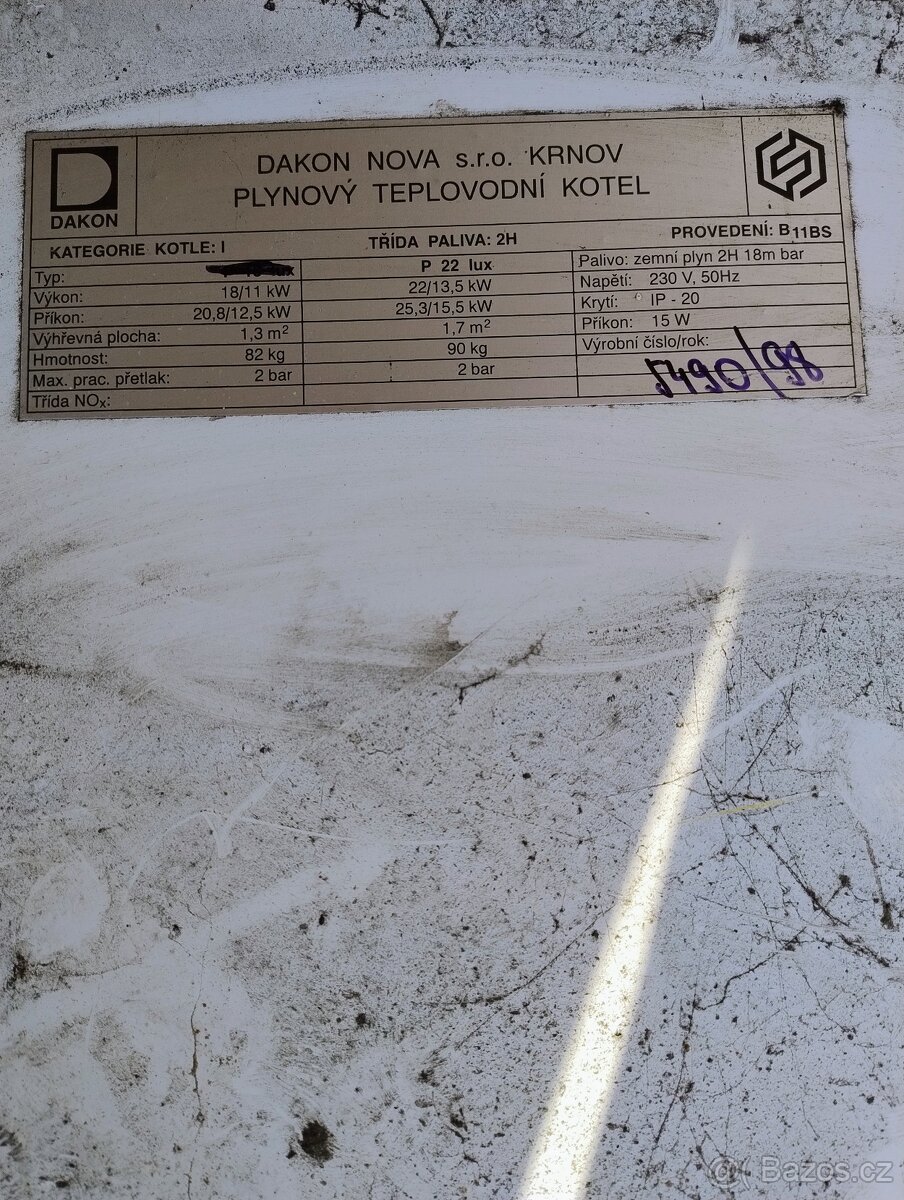 DAKON
DAKON NOVA s.r.o. KRNOV
PLYNOVÝ TEPLOVODNÍ KOTEL
KATEGORIE KOTLE: I TŘÍDA PALIVA: 2H PROVEDENÍ: B11BS
Typ: lux P 22 lux Palivo: zemní plyn 2H 18m bar
Výkon: 18/11 kW 22/13,5 kW Napětí: 230 V, 50Hz
Příkon: 20,8/12,5 kW 25,3/15,5 kW Krytí: IP - 20
Výhřevná plocha: 1,3 m² 1,7 m² Příkon: 15 W
Hmotnost: 82 kg 90 kg Výrobní číslo/rok:
Max. prac. přetlak: 2 bar 2 bar 5490/98
Třída NOx:
Bazos.cz